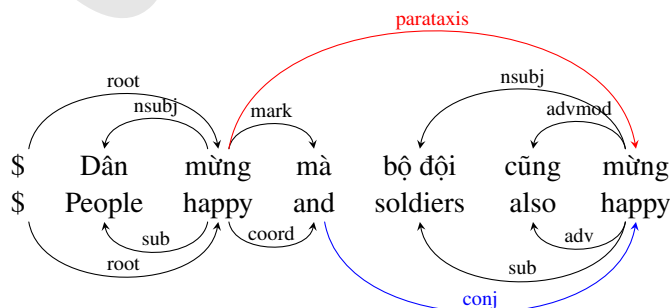 parataxis
root nsubj
nsubj mark advmod
$ Dân mừng mà bộ đội cũng mừng
$ People happy and soldiers also happy
sub coord adv
root sub
conj